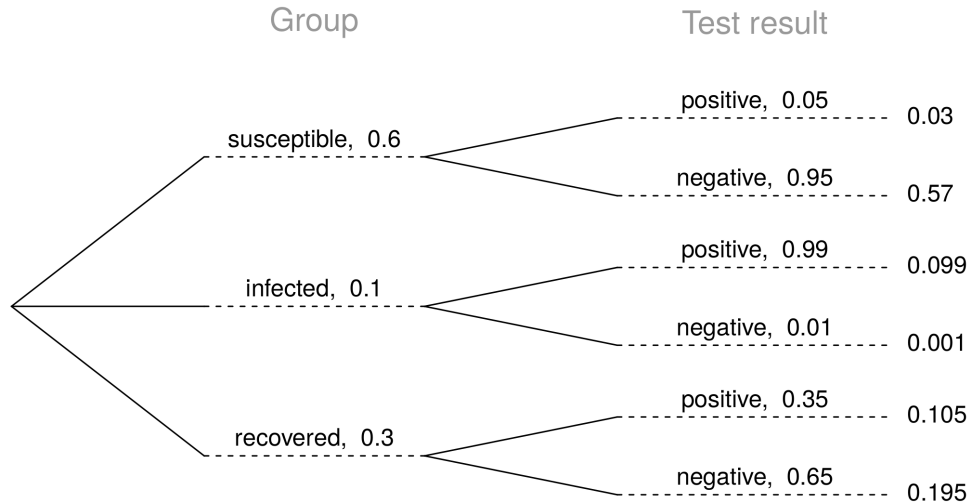 Group
Test result
susceptible, 0.6
positive, 0.05
0.03
negative, 0.95
0.57
infected, 0.1
positive, 0.99
0.099
negative, 0.01
0.001
recovered, 0.3
positive, 0.35
0.105
negative, 0.65
0.195